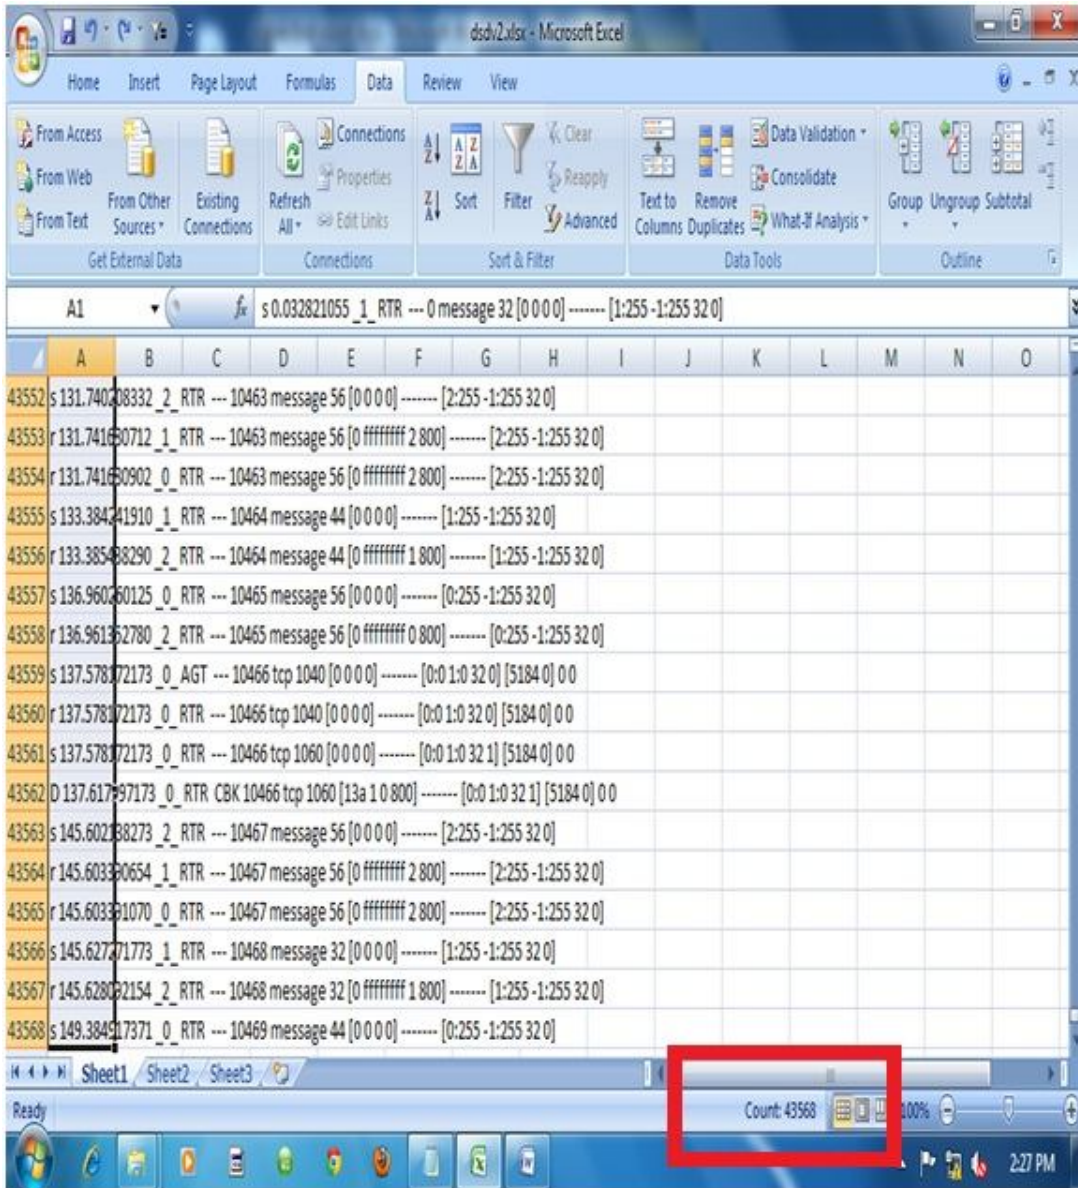 dsdv2.xlsx - Microsoft Excel
Home Insert Page Layout Formulas Data Review View
From Access
From Web
From Text
From Other Sources
Existing Connections
Get External Data
Refresh All
Connections
Properties
Edit Links
Connections
Sort
Filter
Clear
Reapply
Advanced
Sort & Filter
Text to Columns
Remove Duplicates
Data Validation
Consolidate
What-If Analysis
Data Tools
Group Ungroup Subtotal
Outline
A1 fx s 0.032821055 _1_ RTR --- 0 message 32 [0 0 0 0] ------- [1:255 -1:255 32 0]
A B C D E F G H I J K L M N O
43552 s 131.740208332 _2_ RTR --- 10463 message 56 [0 0 0 0] ------- [2:255 -1:255 32 0]
43553 r 131.741630712 _1_ RTR --- 10463 message 56 [0 ffffffff 2 800] ------- [2:255 -1:255 32 0]
43554 r 131.741630902 _0_ RTR --- 10463 message 56 [0 ffffffff 2 800] ------- [2:255 -1:255 32 0]
43555 s 133.384241910 _1_ RTR --- 10464 message 44 [0 0 0 0] ------- [1:255 -1:255 32 0]
43556 r 133.385438290 _2_ RTR --- 10464 message 44 [0 ffffffff 1 800] ------- [1:255 -1:255 32 0]
43557 s 136.960260125 _0_ RTR --- 10465 message 56 [0 0 0 0] ------- [0:255 -1:255 32 0]
43558 r 136.961352780 _2_ RTR --- 10465 message 56 [0 ffffffff 0 800] ------- [0:255 -1:255 32 0]
43559 s 137.578172173 _0_ AGT --- 10466 tcp 1040 [0 0 0 0] ------- [0:0 1:0 32 0] [5184 0] 0 0
43560 r 137.578172173 _0_ RTR --- 10466 tcp 1040 [0 0 0 0] ------- [0:0 1:0 32 0] [5184 0] 0 0
43561 s 137.578172173 _0_ RTR --- 10466 tcp 1060 [0 0 0 0] ------- [0:0 1:0 32 1] [5184 0] 0 0
43562 D 137.617997173 _0_ RTR CBK 10466 tcp 1060 [13a 1 0 800] ------- [0:0 1:0 32 1] [5184 0] 0 0
43563 s 145.602138273 _2_ RTR --- 10467 message 56 [0 0 0 0] ------- [2:255 -1:255 32 0]
43564 r 145.603390654 _1_ RTR --- 10467 message 56 [0 ffffffff 2 800] ------- [2:255 -1:255 32 0]
43565 r 145.603391070 _0_ RTR --- 10467 message 56 [0 ffffffff 2 800] ------- [2:255 -1:255 32 0]
43566 s 145.627271773 _1_ RTR --- 10468 message 32 [0 0 0 0] ------- [1:255 -1:255 32 0]
43567 r 145.628092154 _2_ RTR --- 10468 message 32 [0 ffffffff 1 800] ------- [1:255 -1:255 32 0]
43568 s 149.384917371 _0_ RTR --- 10469 message 44 [0 0 0 0] ------- [0:255 -1:255 32 0]
Sheet1 Sheet2 Sheet3
Ready Count: 43568 100%
2:27 PM